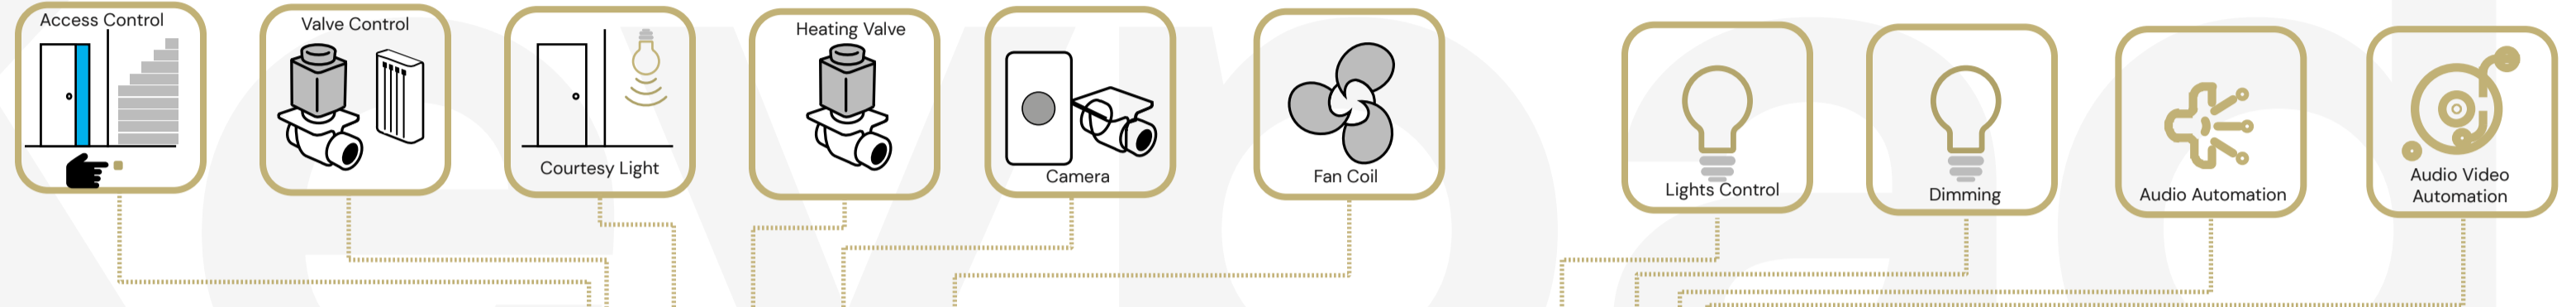 Access Control
Valve Control
Courtesy Light
Heating Valve
Camera
Fan Coil
Lights Control
Dimming
Audio Automation
Audio Video
Automation